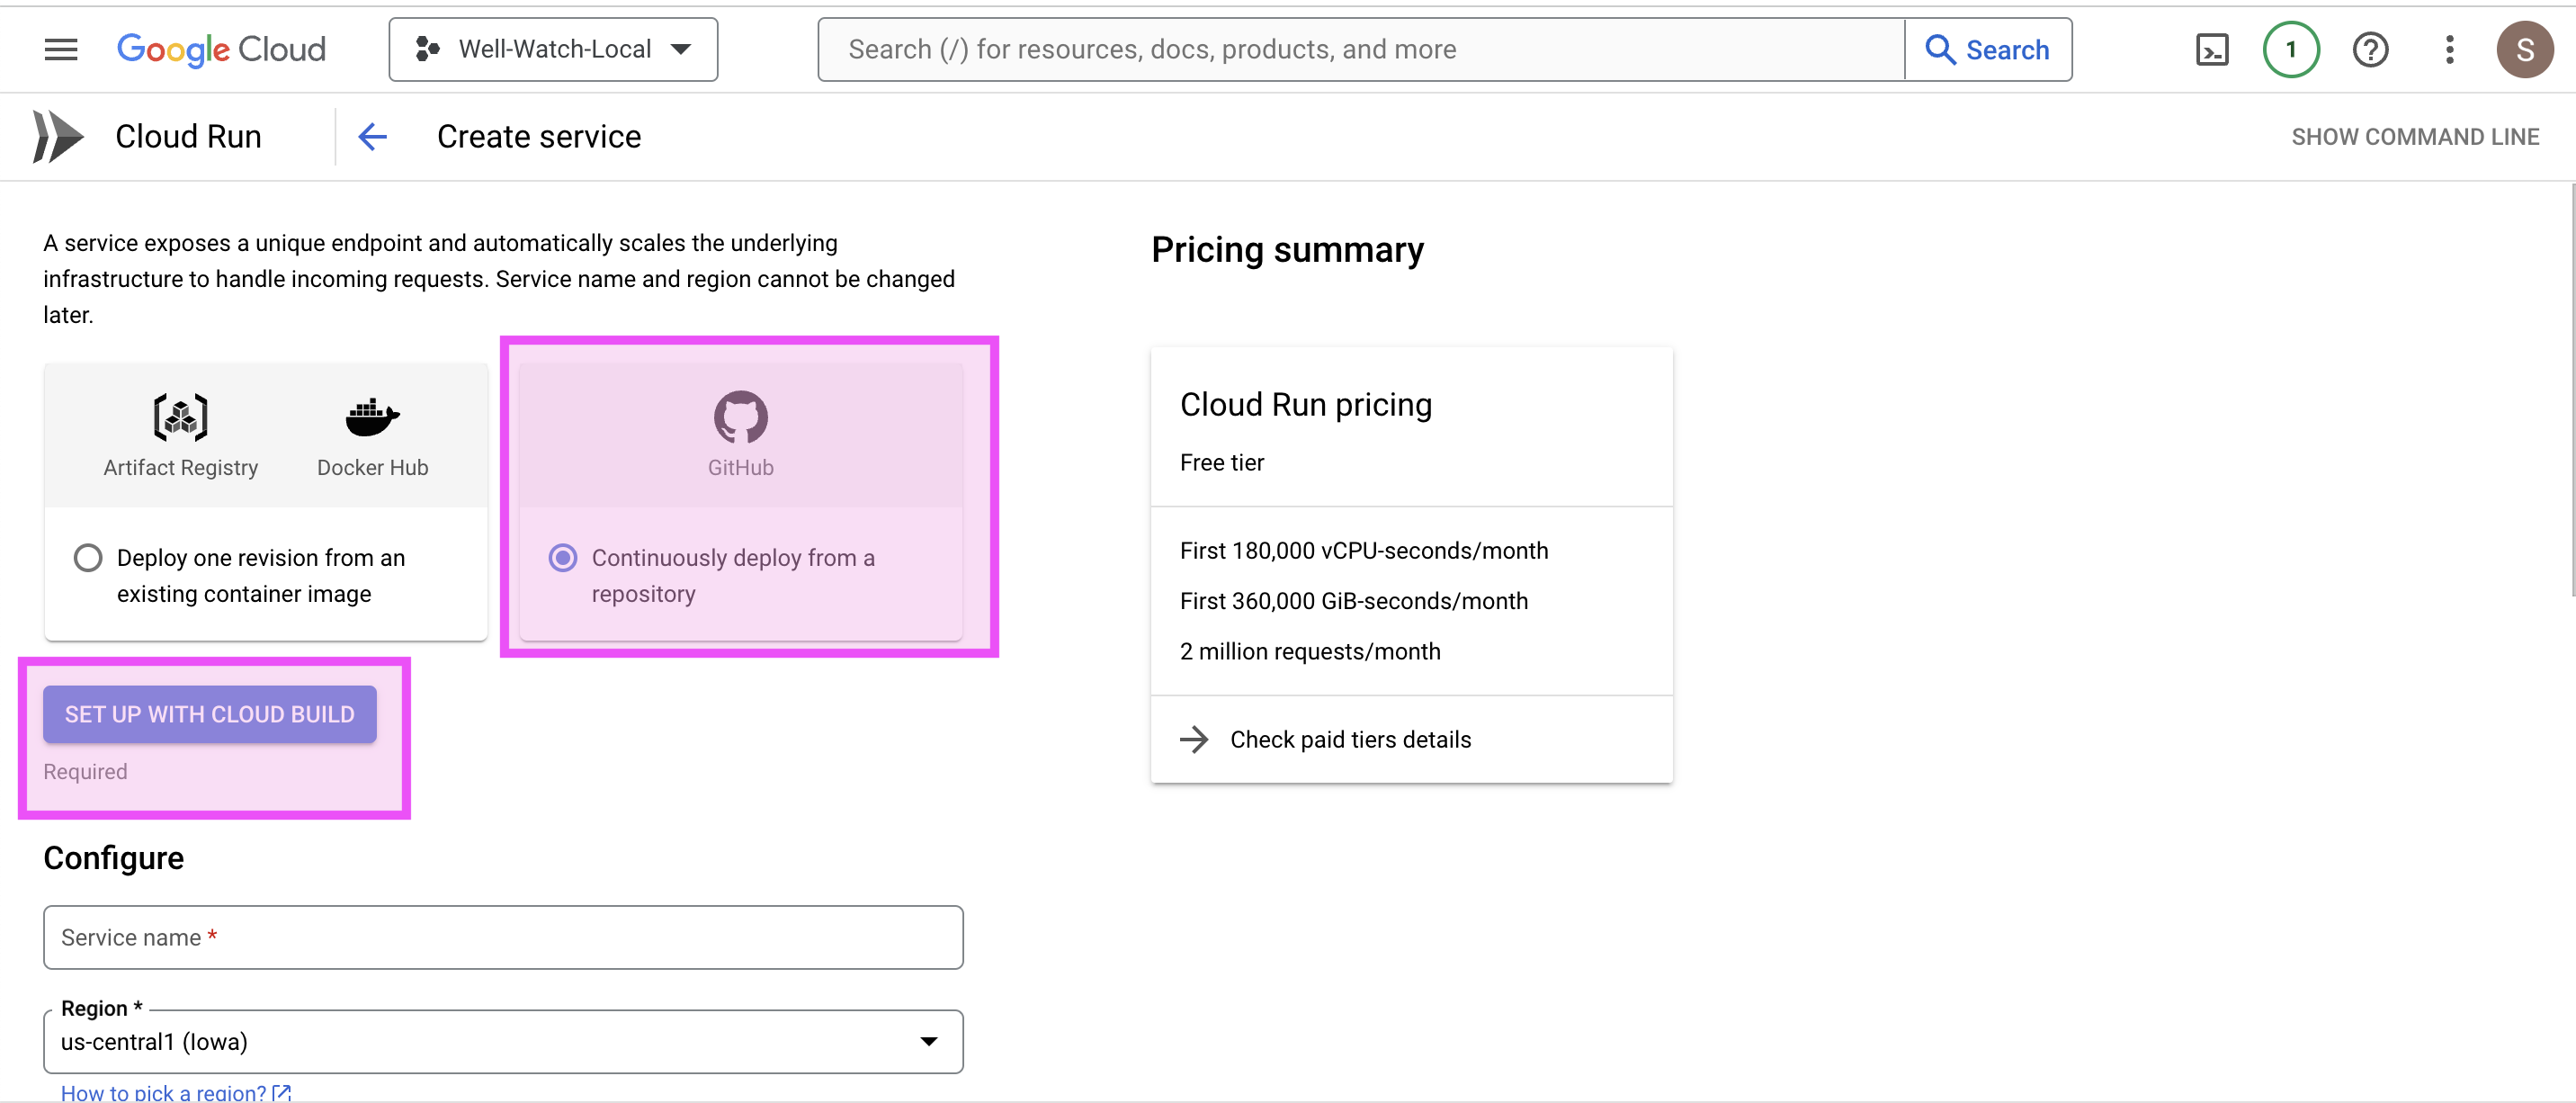 Google Cloud
Well-Watch-Local
Search (/) for resources, docs, products, and more
Search
1
S
Cloud Run
Create service
SHOW COMMAND LINE
A service exposes a unique endpoint and automatically scales the underlying
infrastructure to handle incoming requests. Service name and region cannot be changed
later.
Artifact Registry
Docker Hub
Deploy one revision from an
existing container image
GitHub
Continuously deploy from a
repository
SET UP WITH CLOUD BUILD
Required
Configure
Service name *
Region *
us-central1 (Iowa)
How to pick a region?
Pricing summary
Cloud Run pricing
Free tier
First 180,000 vCPU-seconds/month
First 360,000 GiB-seconds/month
2 million requests/month
Check paid tiers details